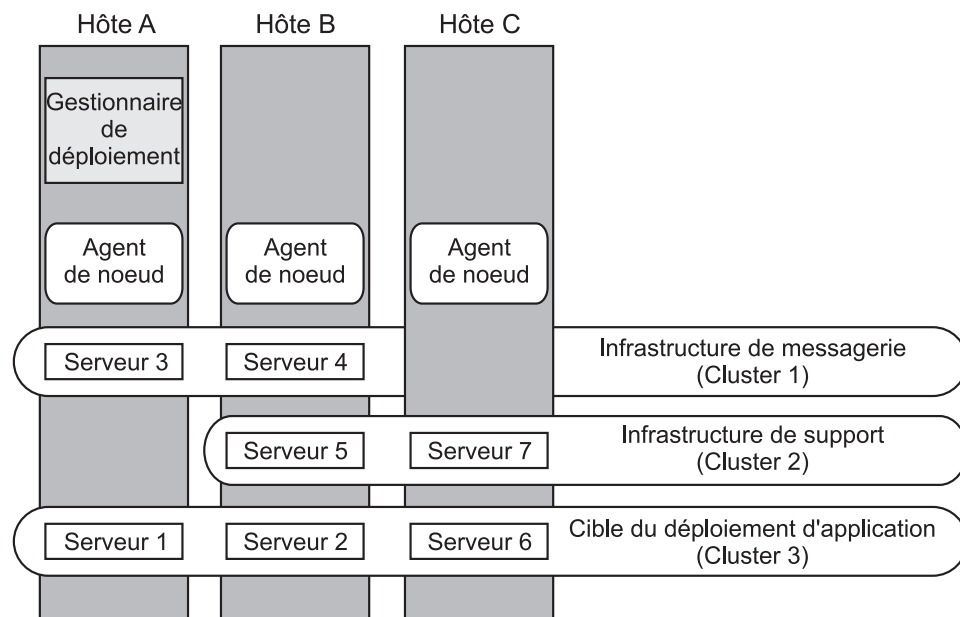 Hôte A
Hôte B
Hôte C
Gestionnaire
de
déploiement
Agent
de noeud
Agent
de noeud
Agent
de noeud
Serveur 3
Serveur 4
Infrastructure de messagerie
(Cluster 1)
Serveur 5
Serveur 7
Infrastructure de support
(Cluster 2)
Serveur 1
Serveur 2
Serveur 6
Cible du déploiement d'application
(Cluster 3)